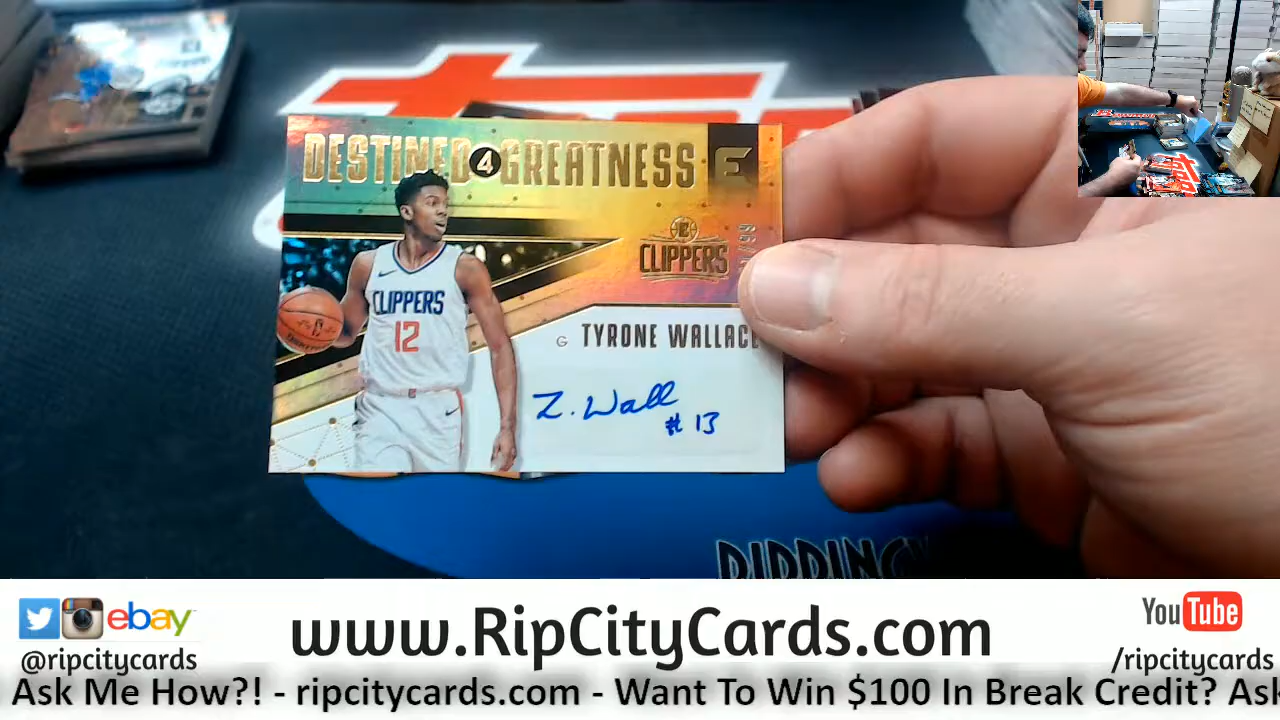 DESTINED 4 GREATNESS
E
CLIPPERS
CLIPPERS
12
G TYRONE WALLACE
Z. Wall
# 13
ebay
@ripcitycards
www.RipCityCards.com
YouTube
/ripcitycards
Ask Me How?! - ripcitycards.com - Want To Win $100 In Break Credit? Ask